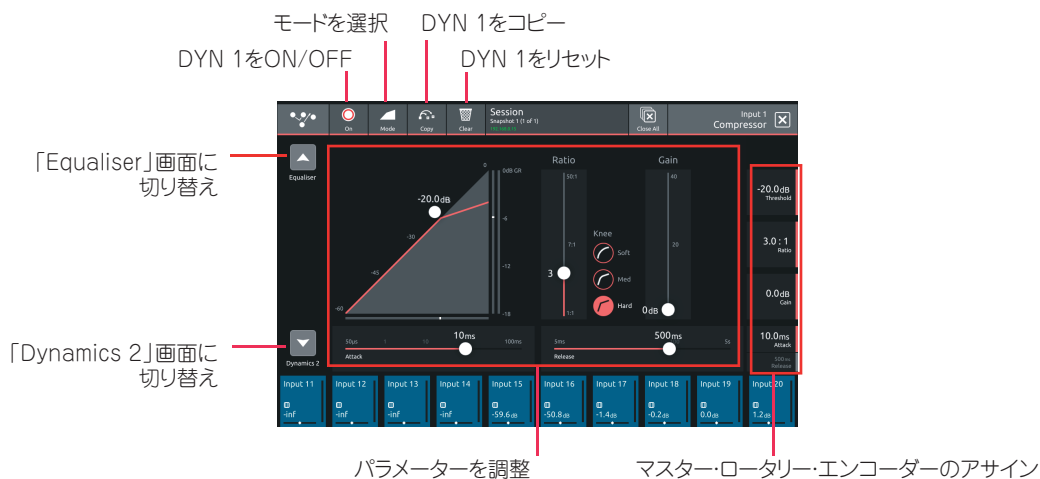 モードを選択
DYN 1をコピー
DYN 1をON/OFF
DYN 1をリセット
On
Mode
Copy
Clear
Session
Snapshot 1 (1 of 1)
Close All
Input 1
Compressor
「Equaliser」画面に
切り替え
Equaliser
Ratio
Gain
0
0dB GR
50:1
40
-20.0dB
-6
-30
Knee
Soft
7:1
20
-12
-45
3
Med
Hard
-60
-18
1:1
0dB
-20.0dB
Threshold
3.0 : 1
Ratio
0.0dB
Gain
10.0ms
Attack
500ms
Release
「Dynamics 2」画面に
切り替え
Dynamics 2
10ms
50µs
1
10
100ms
Attack
500ms
5ms
5s
Release
Input 11
Input 12
Input 13
Input 14
Input 15
Input 16
Input 17
Input 18
Input 19
Input 20
-inf
-inf
-inf
-inf
-59.6dB
-50.8dB
-1.4dB
-0.2dB
0.0dB
1.2dB
パラメーターを調整
マスター・ロータリー・エンコーダーのアサイン